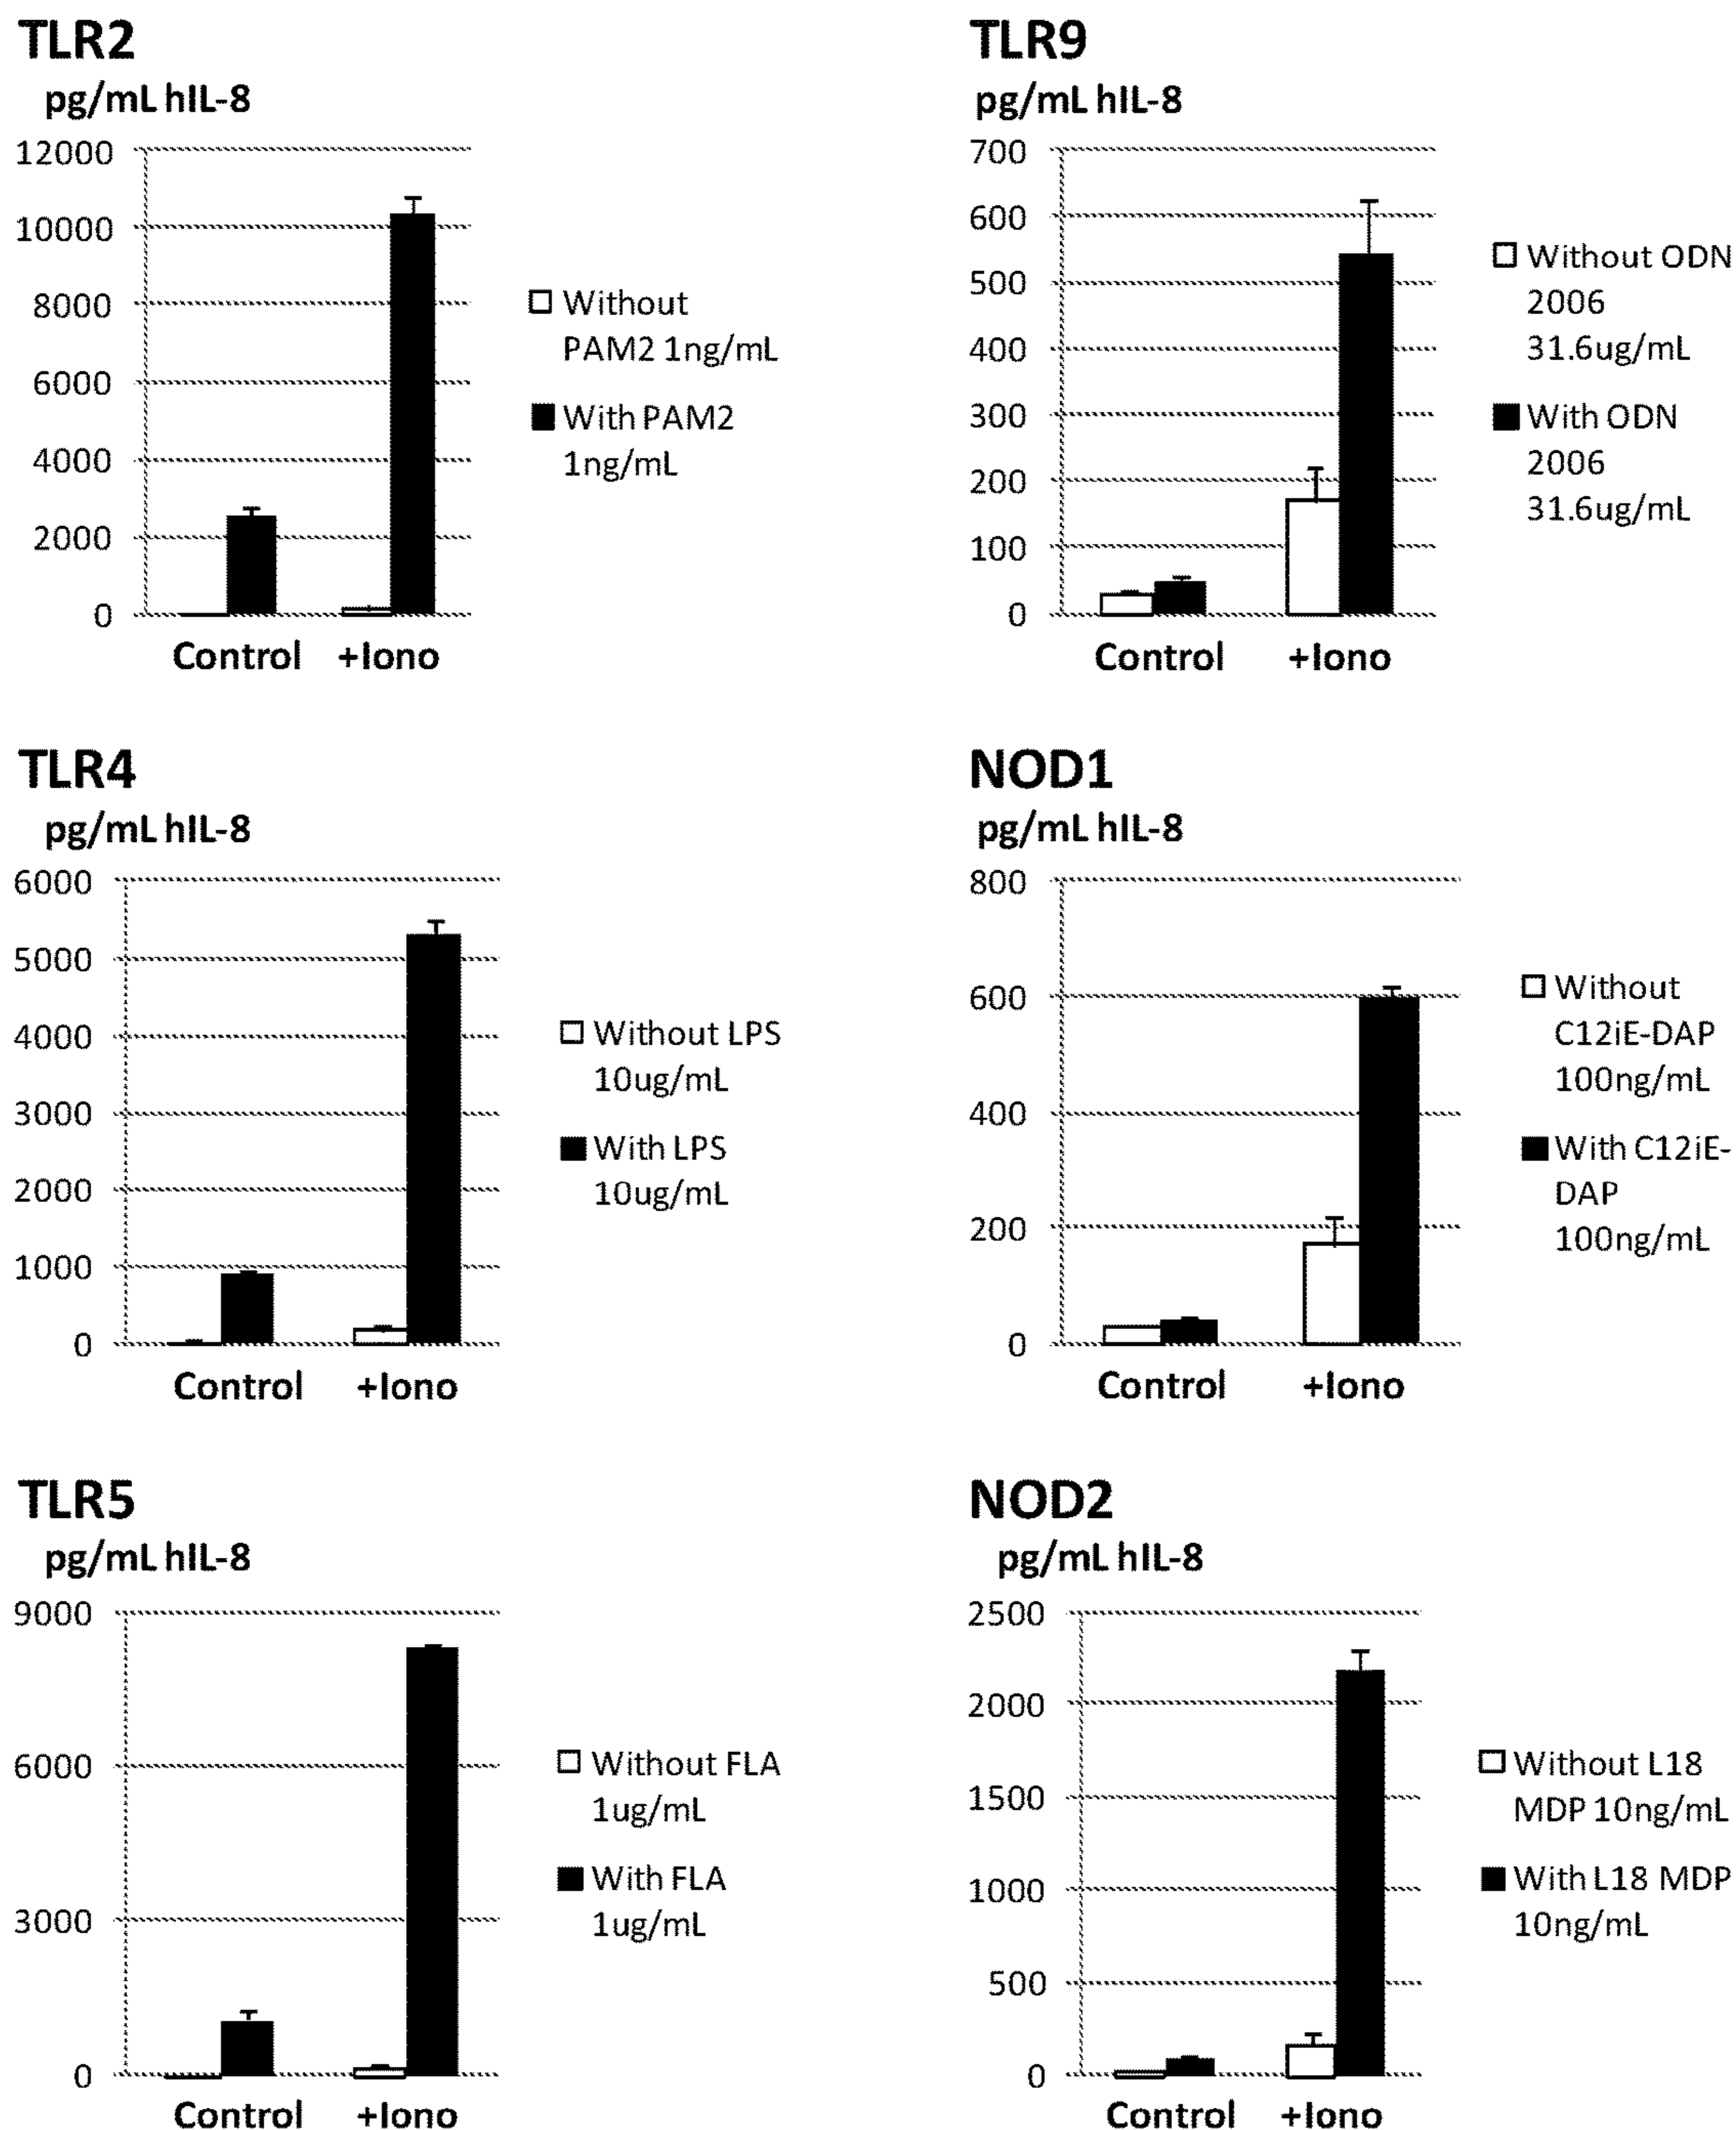 TLR2
pg/mL hIL-8
12000
10000
8000
6000
4000
2000
0
Control +Iono
Without
PAM2 1ng/mL
With PAM2
1ng/mL
TLR9
pg/mL hIL-8
700
600
500
400
300
200
100
0
Control +Iono
Without ODN
2006
31.6ug/mL
With ODN
2006
31.6ug/mL
TLR4
pg/mL hIL-8
6000
5000
4000
3000
2000
1000
0
Control +Iono
Without LPS
10ug/mL
With LPS
10ug/mL
NOD1
pg/mL hIL-8
800
600
400
200
0
Control +Iono
Without
C12iE-DAP
100ng/mL
With C12iE-
DAP
100ng/mL
TLR5
pg/mL hIL-8
9000
6000
3000
0
Control +Iono
Without FLA
1ug/mL
With FLA
1ug/mL
NOD2
pg/mL hIL-8
2500
2000
1500
1000
500
0
Control +Iono
Without L18
MDP 10ng/mL
With L18 MDP
10ng/mL